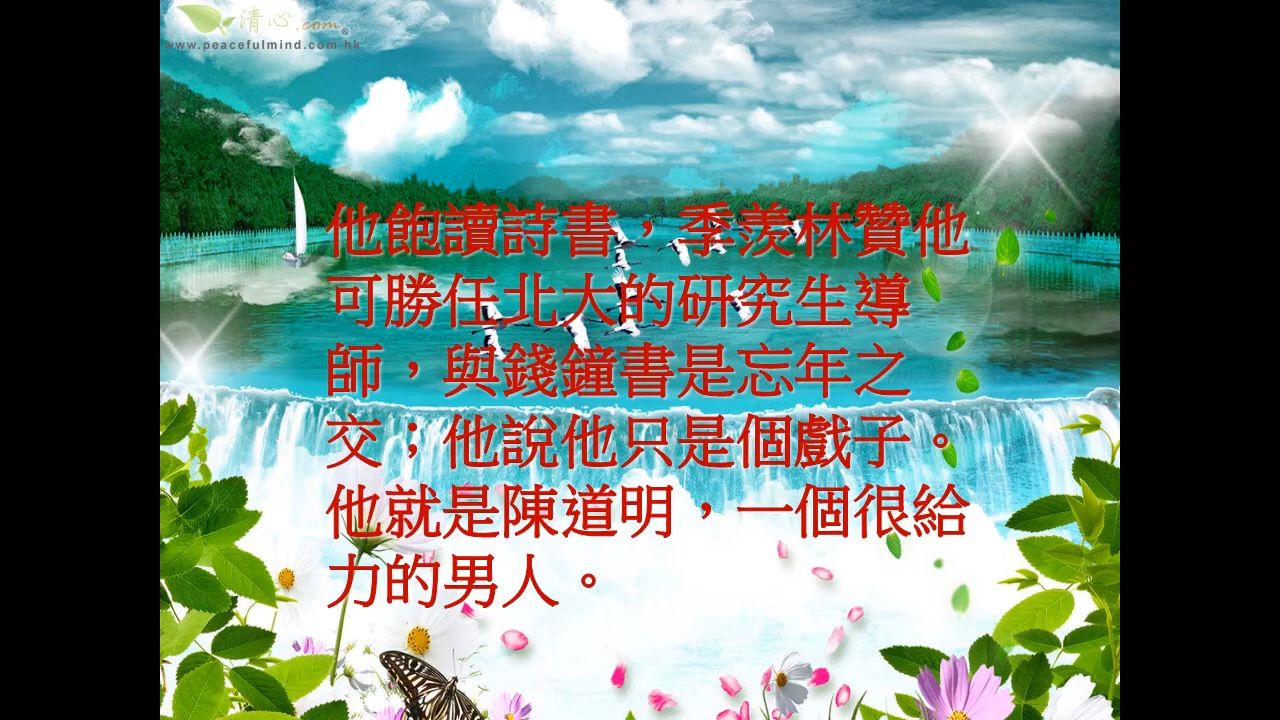 清心.com®
www.peacefulmind.com.hk
他飽讀詩書，季羨林贊他
可勝任北大的研究生導
師，與錢鐘書是忘年之
交；他說他只是個戲子。
他就是陳道明，一個很給
力的男人。